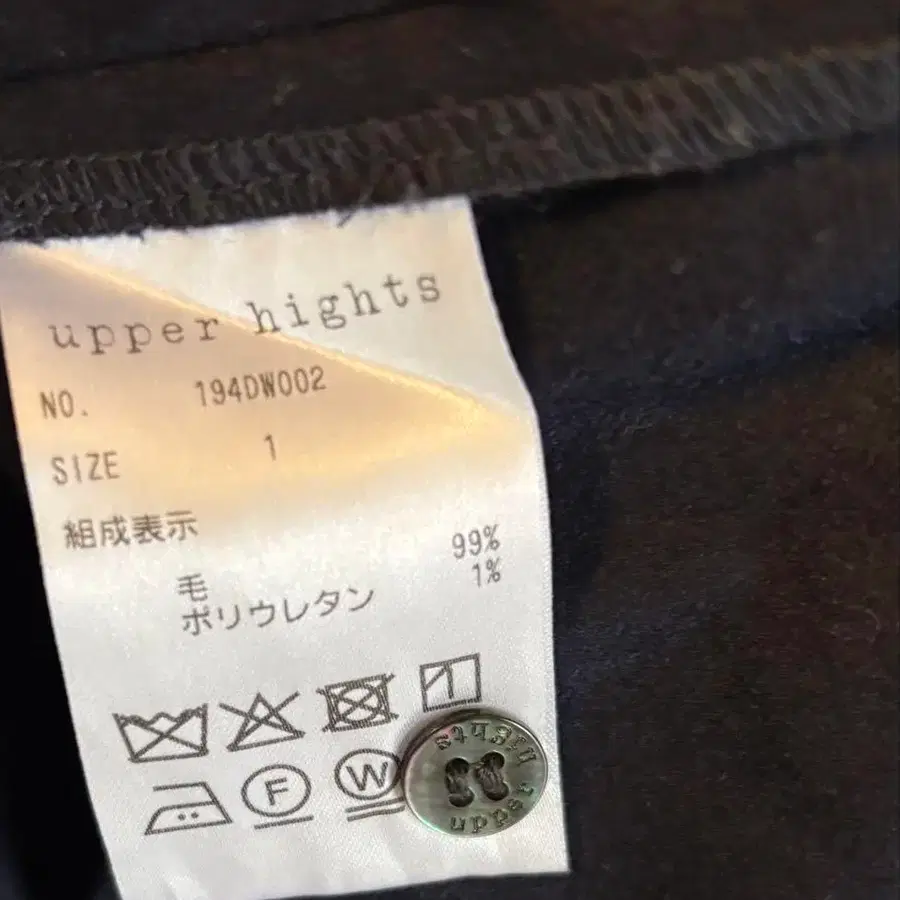 upper hights
NO. 194DW002
SIZE 1
組成表示
毛 99%
ポリウレタン 1%
F W
upper hights